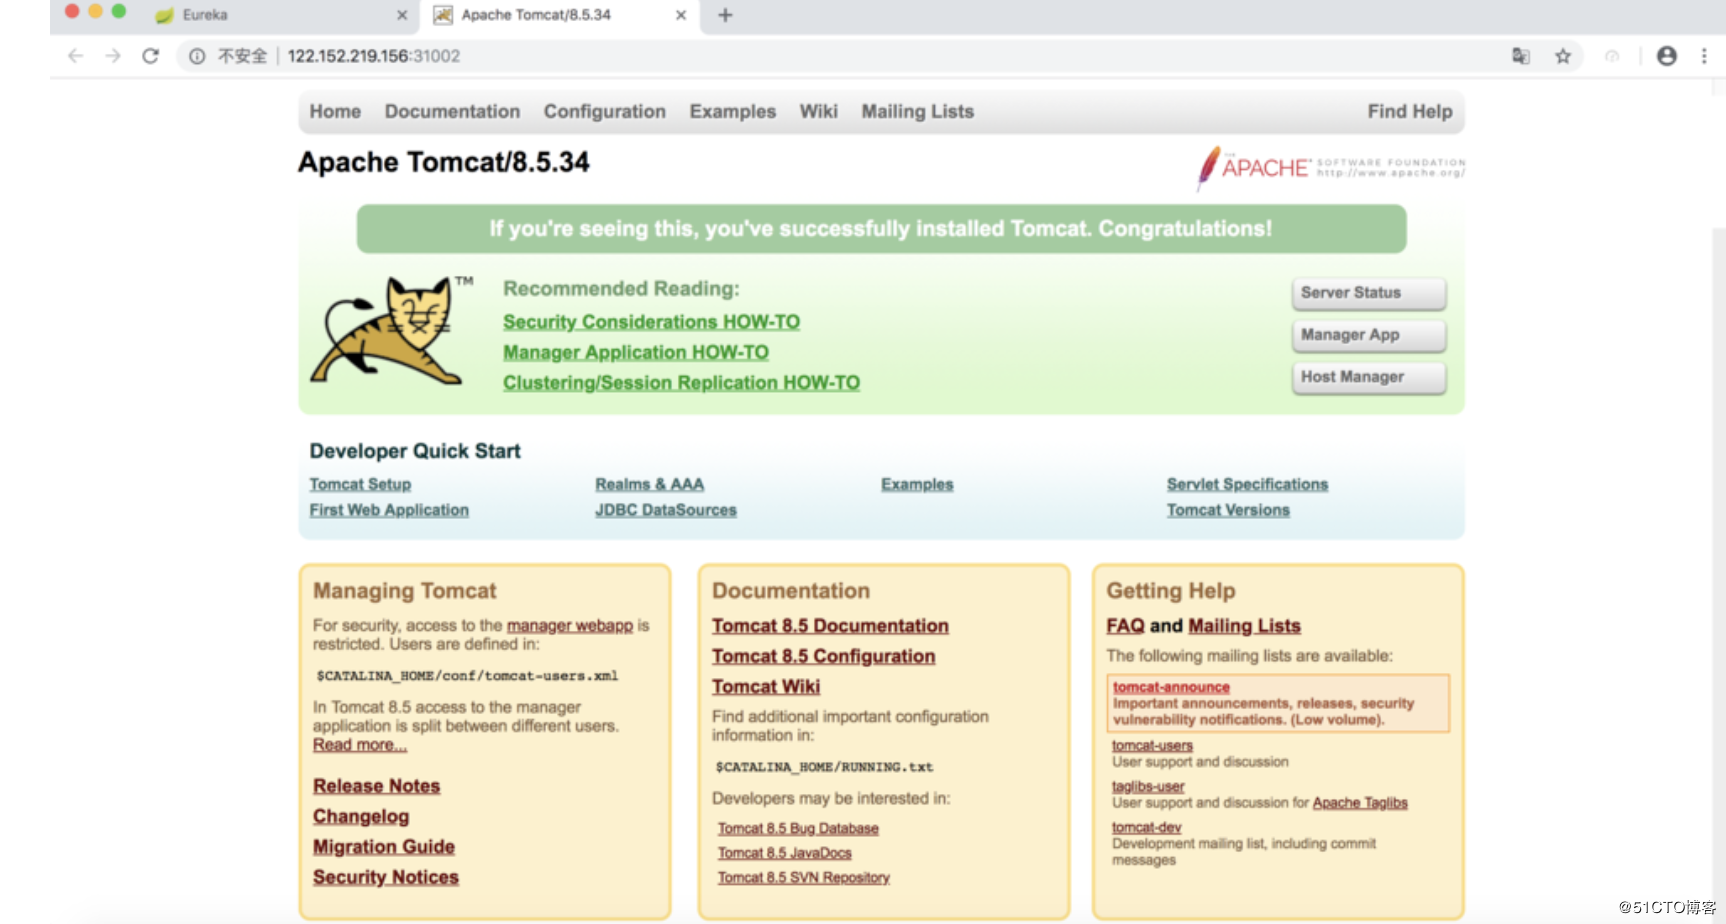 Eureka
Apache Tomcat/8.5.34
不安全 | 122.152.219.156:31002
Home Documentation Configuration Examples Wiki Mailing Lists Find Help
Apache Tomcat/8.5.34
THE APACHE SOFTWARE FOUNDATION
http://www.apache.org/
If you're seeing this, you've successfully installed Tomcat. Congratulations!
TM
Recommended Reading:
Security Considerations HOW-TO
Manager Application HOW-TO
Clustering/Session Replication HOW-TO
Server Status
Manager App
Host Manager
Developer Quick Start
Tomcat Setup
First Web Application
Realms & AAA
JDBC DataSources
Examples
Servlet Specifications
Tomcat Versions
Managing Tomcat
For security, access to the manager webapp is
restricted. Users are defined in:
$CATALINA_HOME/conf/tomcat-users.xml
In Tomcat 8.5 access to the manager
application is split between different users.
Read more...
Release Notes
Changelog
Migration Guide
Security Notices
Documentation
Tomcat 8.5 Documentation
Tomcat 8.5 Configuration
Tomcat Wiki
Find additional important configuration
information in:
$CATALINA_HOME/RUNNING.txt
Developers may be interested in:
Tomcat 8.5 Bug Database
Tomcat 8.5 JavaDocs
Tomcat 8.5 SVN Repository
Getting Help
FAQ and Mailing Lists
The following mailing lists are available:
tomcat-announce
Important announcements, releases, security
vulnerability notifications. (Low volume).
tomcat-users
User support and discussion
taglibs-user
User support and discussion for Apache Taglibs
tomcat-dev
Development mailing list, including commit
messages
@51CTO博客